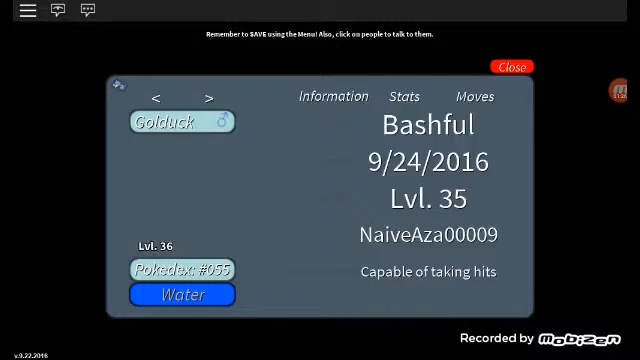 Remember to SAVE using the Menu! Also, click on people to talk to them.
Close
< >
Information Stats Moves
Golduck ♂
Bashful
9/24/2016
Lvl. 35
NaiveAza00009
Lvl. 36
Capable of taking hits
Pokedex: #055
Water
Recorded by Mobizen
v.9.22.2016